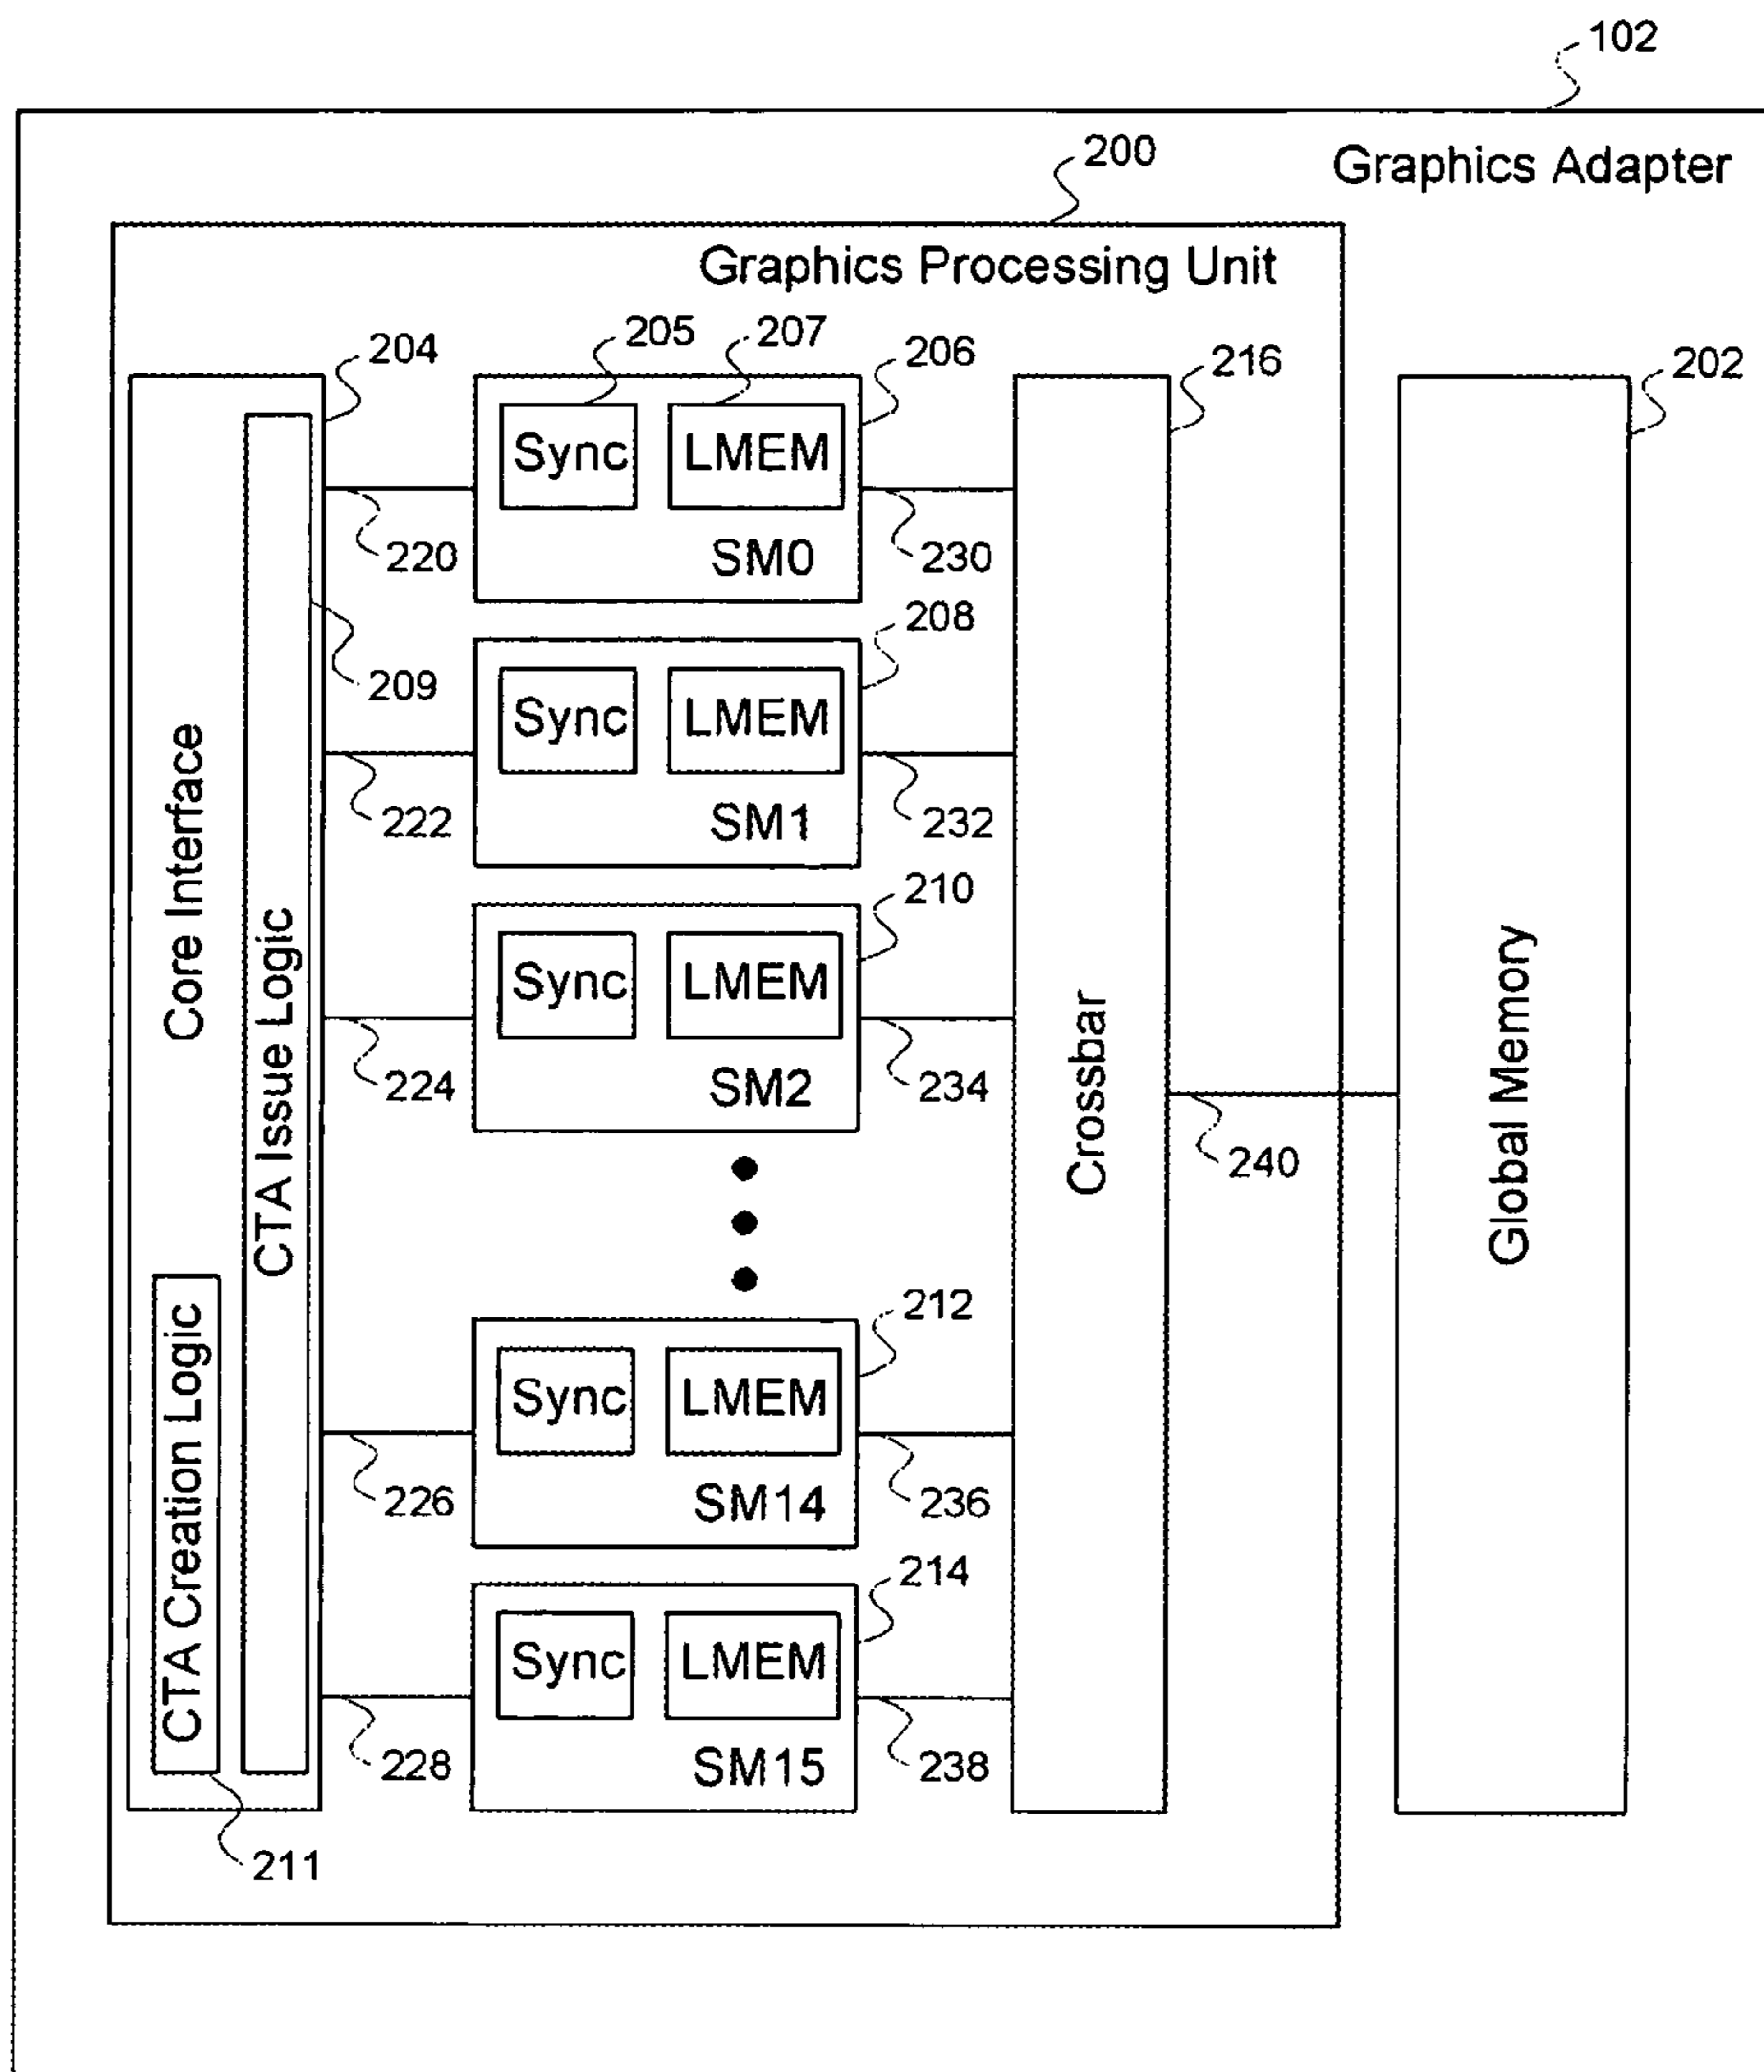 102
Graphics Adapter
200
Graphics Processing Unit
204
205
207
206
216
202
Sync
LMEM
SM0
220
230
209
208
Sync
LMEM
SM1
222
232
Core Interface
CTA Issue Logic
CTA Creation Logic
210
Sync
LMEM
SM2
224
234
Crossbar
240
Global Memory
212
Sync
LMEM
SM14
226
236
214
Sync
LMEM
SM15
228
238
211